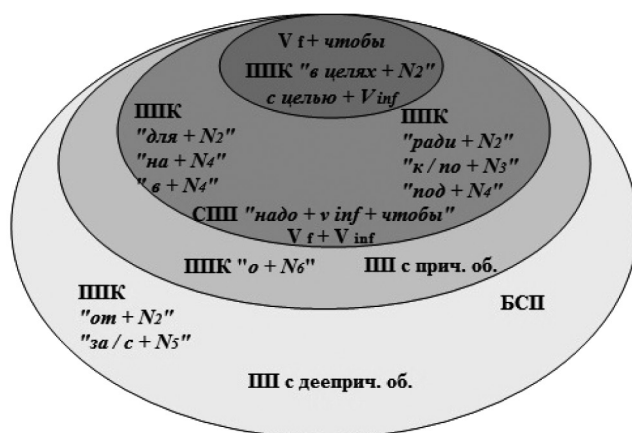 V f + чтобы
ППК "в целях + N2"
с целью + V inf
ППК
"для + N2"
"на + N4"
"в + N4"
ППК
"ради + N2"
"к / по + N3"
"под + N4"
СПП "надо + v inf + чтобы"
V f + V inf
ППК "о + N6"
ПП с прич. об.
ППК
"от + N2"
"за / с + N5"
БСП
ПП с дееприч. об.